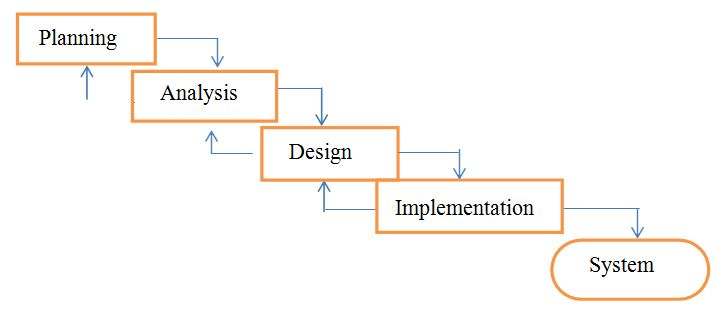 Planning
Analysis
Design
Implementation
System